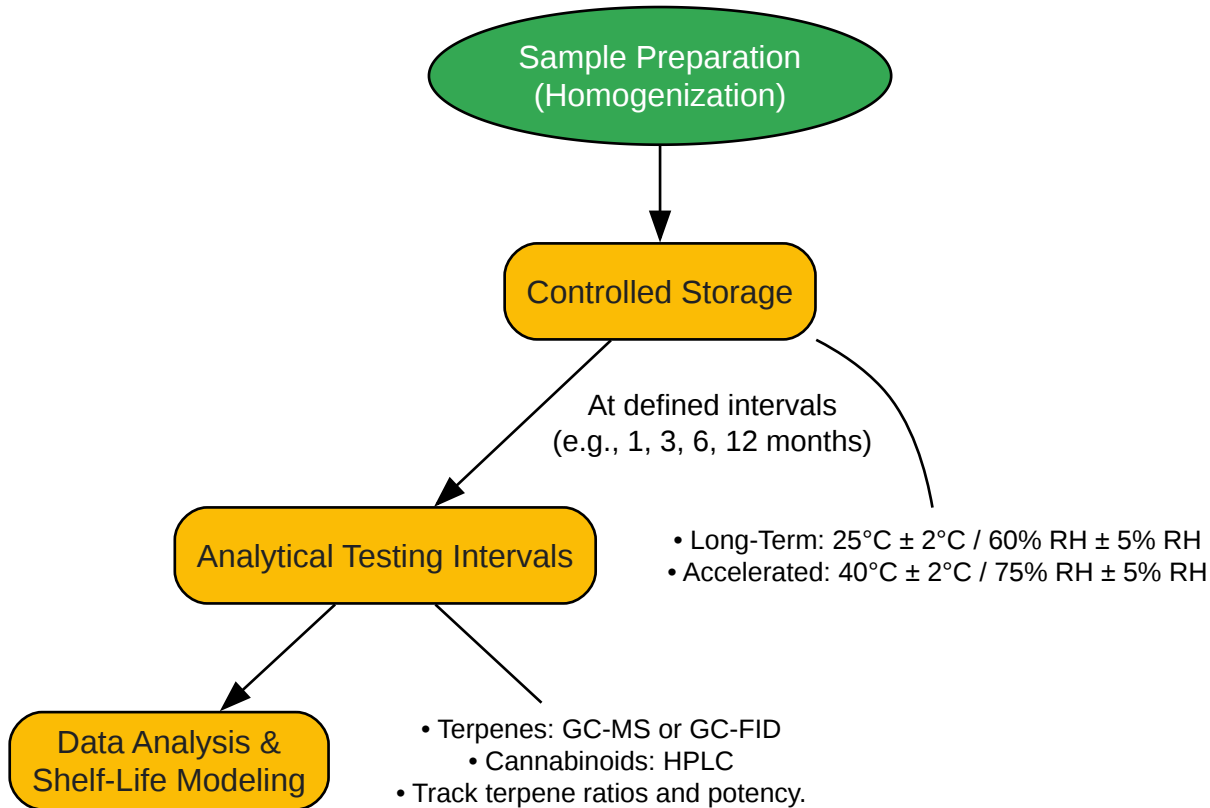 Sample Preparation
(Homogenization)
Controlled Storage
At defined intervals
(e.g., 1, 3, 6, 12 months)
Analytical Testing Intervals
• Long-Term: 25°C ± 2°C / 60% RH ± 5% RH
• Accelerated: 40°C ± 2°C / 75% RH ± 5% RH
Data Analysis &
Shelf-Life Modeling
• Terpenes: GC-MS or GC-FID
• Cannabinoids: HPLC
• Track terpene ratios and potency.